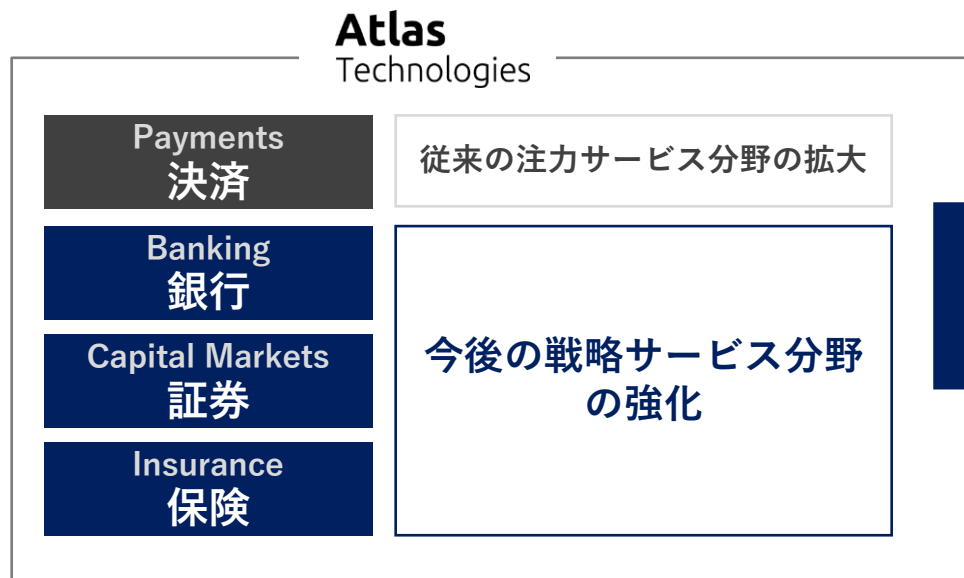 Atlas
Technologies
Payments
決済
従来の注力サービス分野の拡大
Banking
銀行
Capital Markets
証券
Insurance
保険
今後の戦略サービス分野
の強化